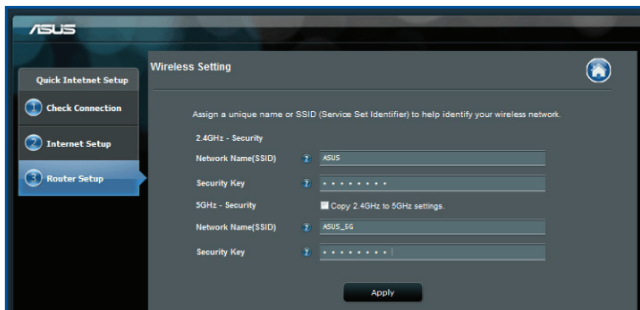 ASUS
Quick Intetnet Setup
1 Check Connection
2 Internet Setup
3 Router Setup
Wireless Setting
Assign a unique name or SSID (Service Set Identifier) to help identify your wireless network.
2.4GHz - Security
Network Name(SSID) ? ASUS
Security Key ? • • • • • • • •
5GHz - Security Copy 2.4GHz to 5GHz settings.
Network Name(SSID) ? ASUS_5G
Security Key ? • • • • • • • •
Apply